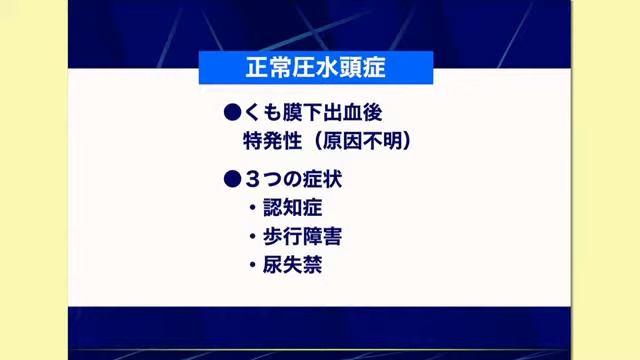 正常圧水頭症
●くも膜下出血後
特発性（原因不明）
●３つの症状
・認知症
・歩行障害
・尿失禁